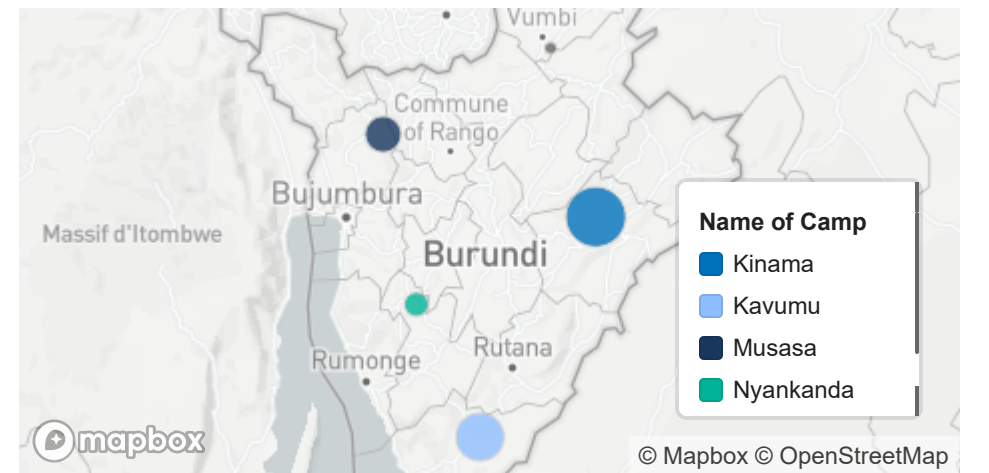 Vumbi
Commune
of Rango
Bujumbura
Massif d'Itombwe
Burundi
Rumonge
Rutana
Name of Camp
Kinama
Kavumu
Musasa
Nyankanda
mapbox
© Mapbox © OpenStreetMap